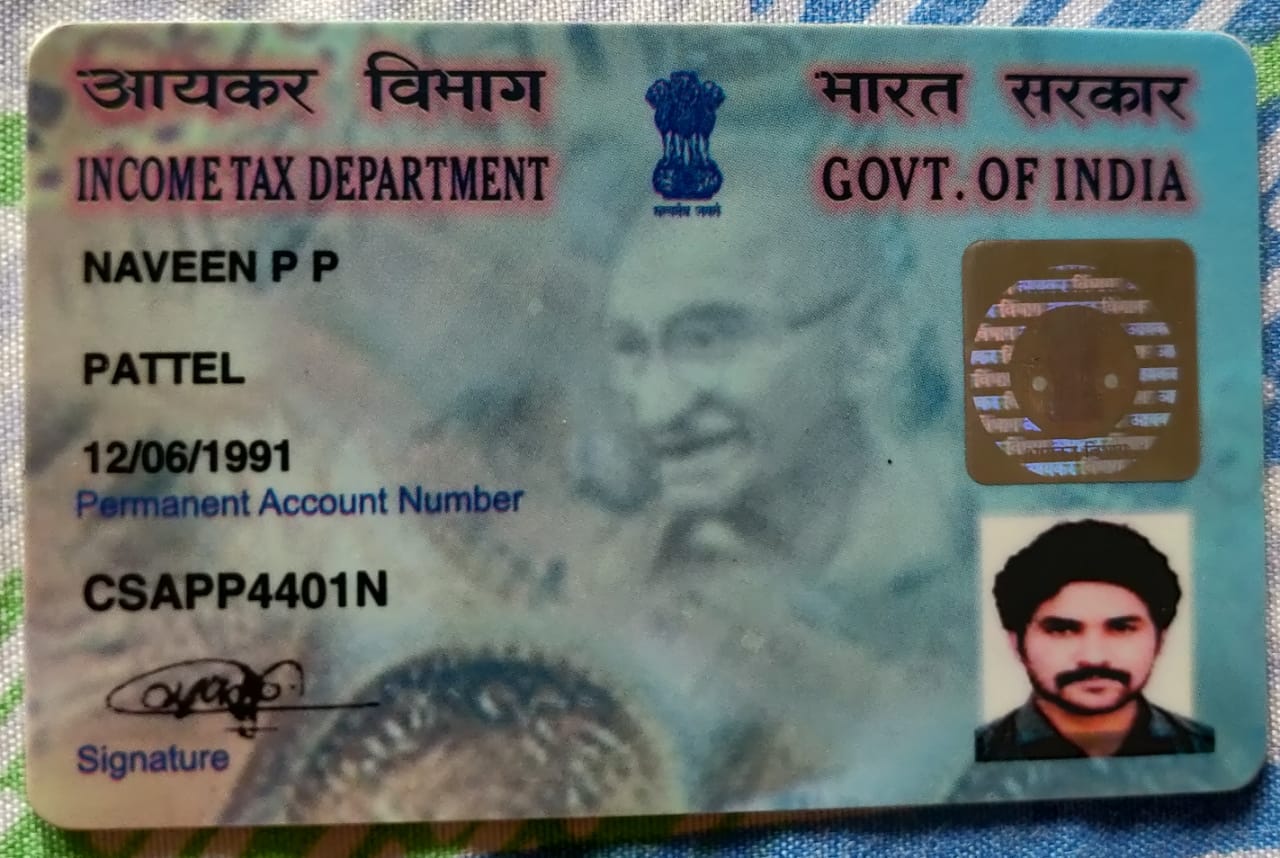 आयकर विभाग
भारत सरकार
INCOME TAX DEPARTMENT
GOVT. OF INDIA
सत्यमेव जयते
NAVEEN P P
PATTEL
12/06/1991
Permanent Account Number
CSAPP4401N
Signature